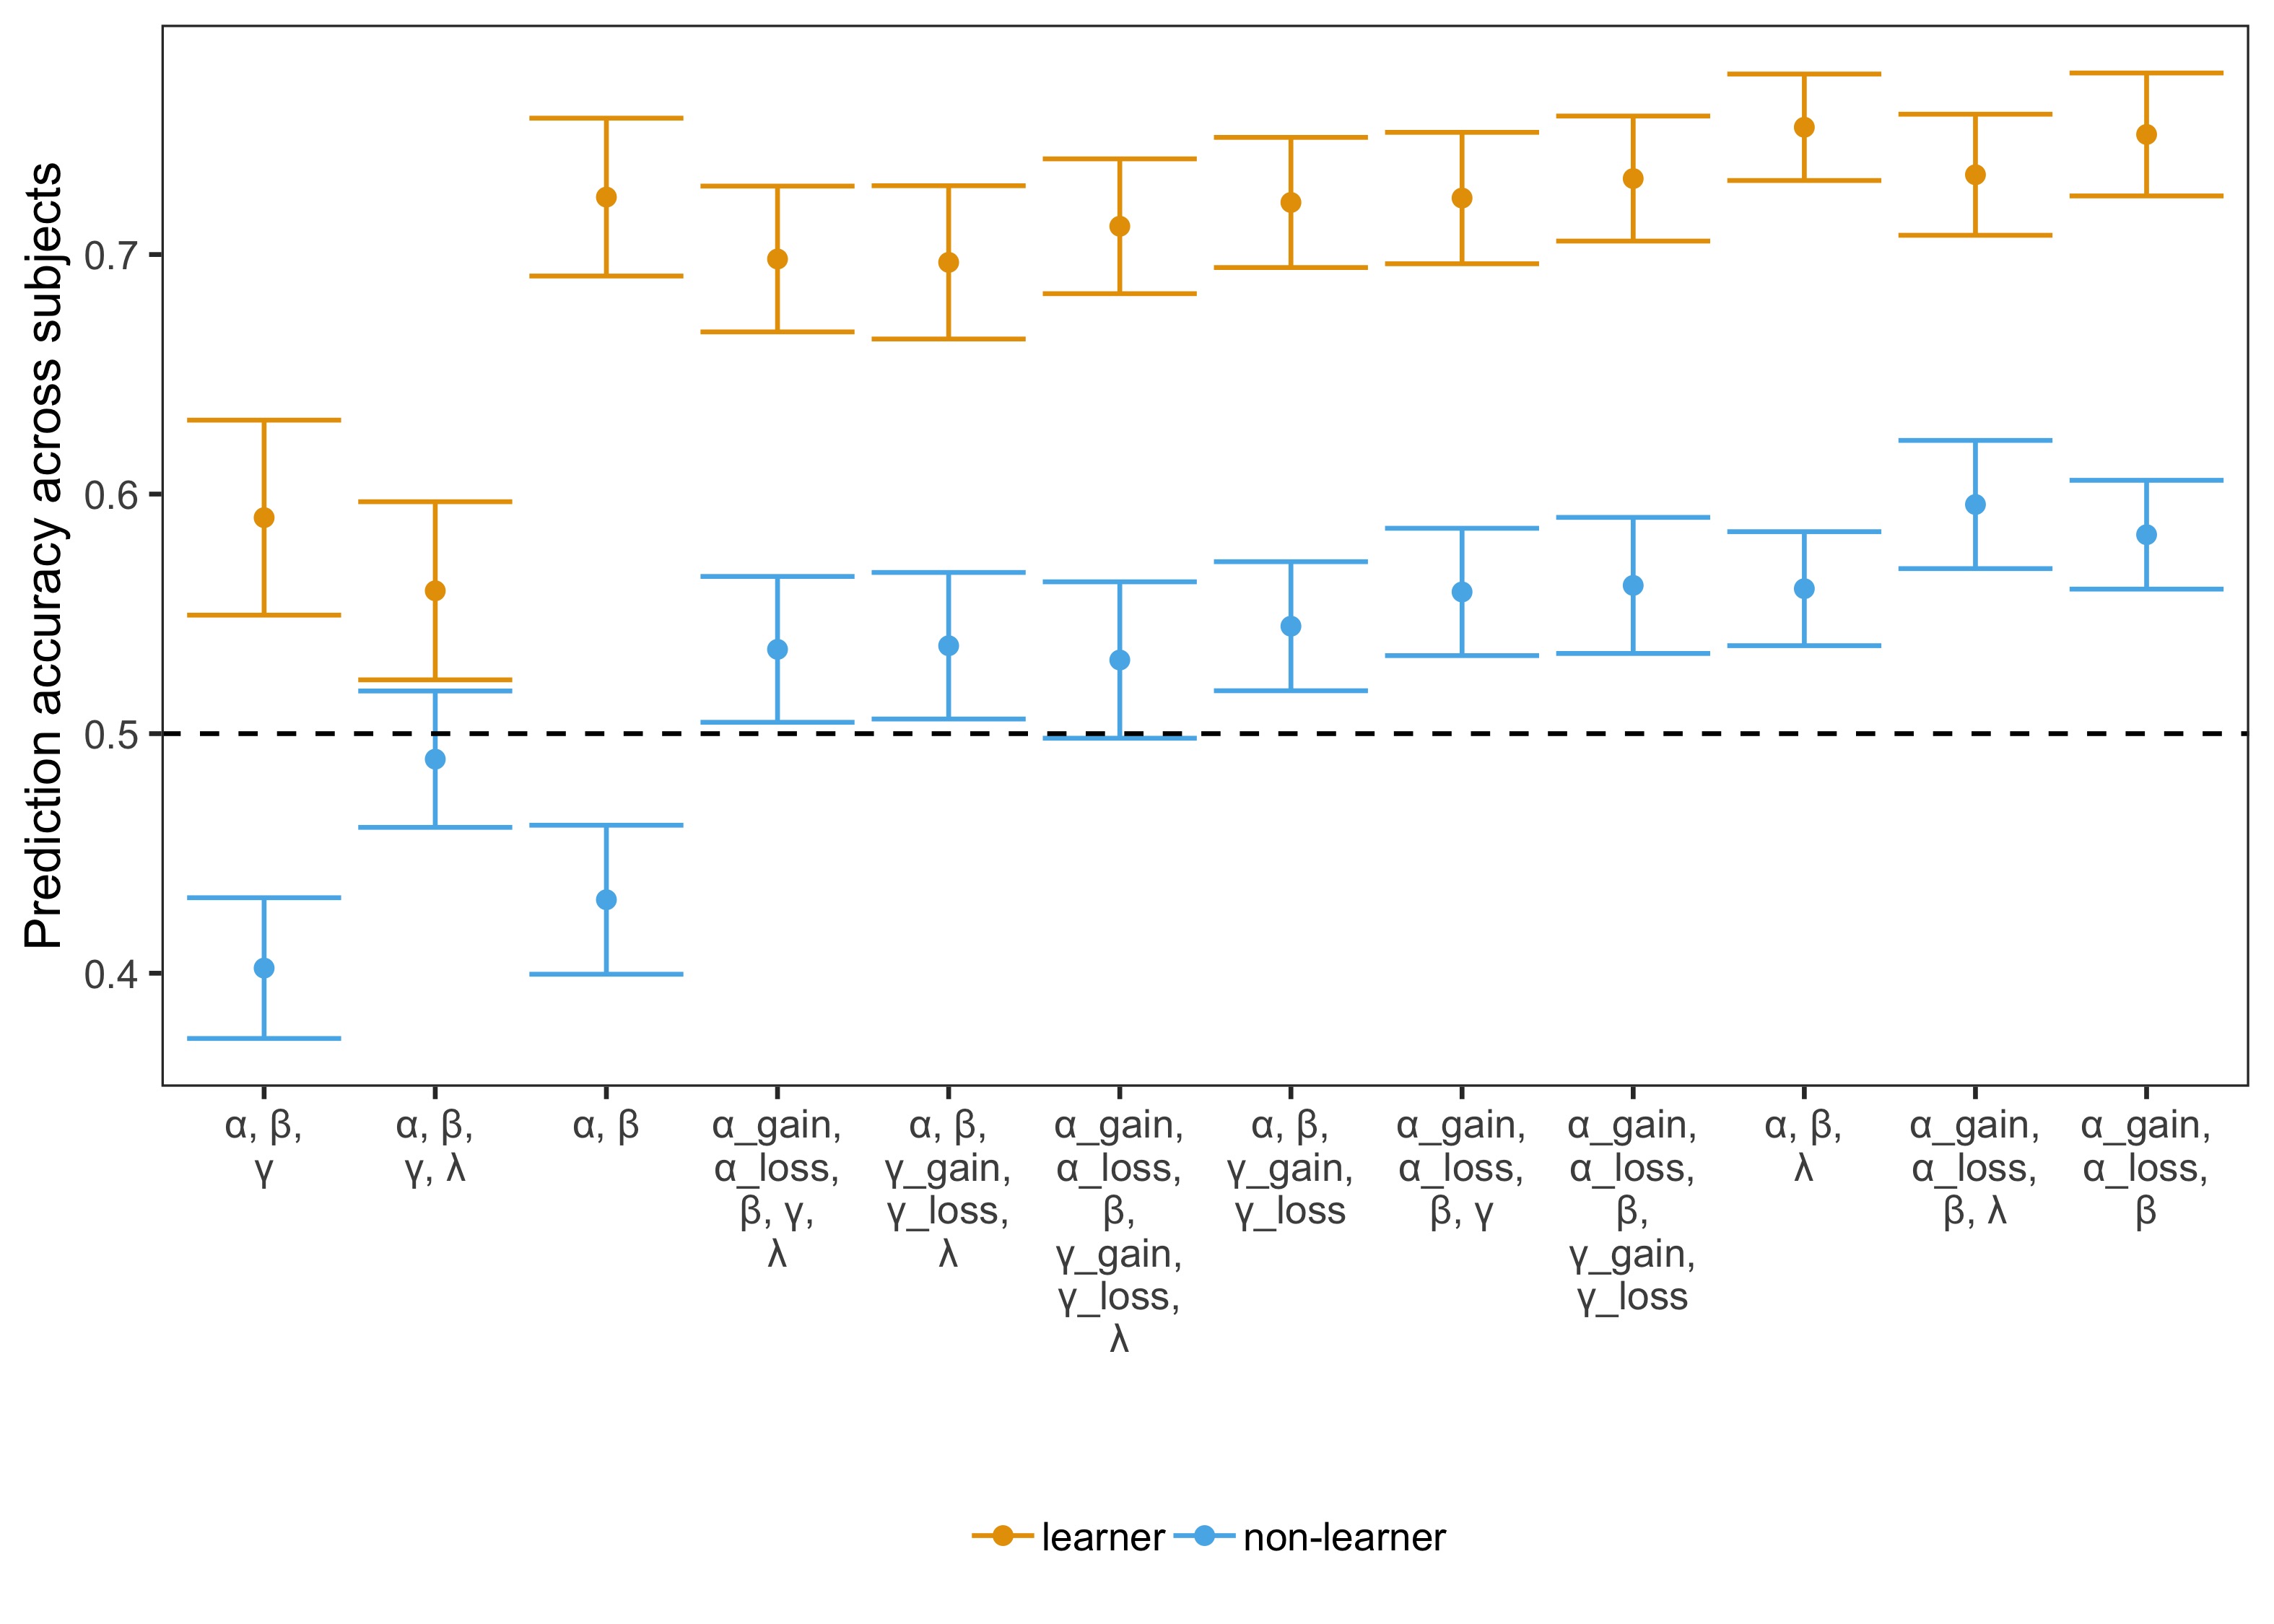 Prediction accuracy across subjects
0.7
0.6
0.5
0.4
α, β,
γ
α, β,
γ, λ
α, β
α_gain,
α_loss,
β, γ,
λ
α, β,
γ_gain,
γ_loss,
λ
α_gain,
α_loss,
β,
γ_gain,
γ_loss,
λ
α, β,
γ_gain,
γ_loss
α_gain,
α_loss,
β, γ
α_gain,
α_loss,
β,
γ_gain,
γ_loss
α, β,
λ
α_gain,
α_loss,
β, λ
α_gain,
α_loss,
β
learner
non-learner